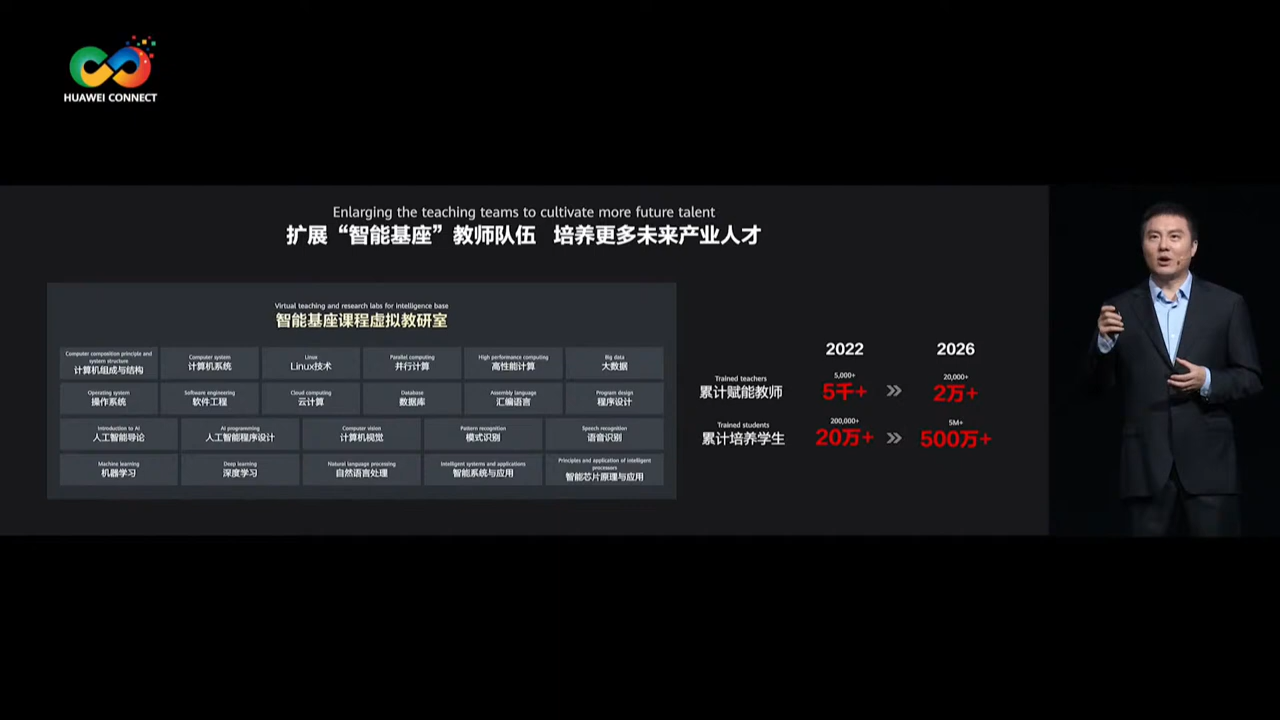 HUAWEI CONNECT
Enlarging the teaching teams to cultivate more future talent
扩展“智能基座”教师队伍 培养更多未来产业人才
Virtual teaching and research labs for intelligence base
智能基座课程虚拟教研室
Computer composition principle and
system structure
计算机组成与结构
Computer system
计算机系统
Linux
Linux技术
Parallel computing
并行计算
High performance computing
高性能计算
Big data
大数据
Operating system
操作系统
Software engineering
软件工程
Cloud computing
云计算
Database
数据库
Assembly language
汇编语言
Program design
程序设计
Introduction to AI
人工智能导论
AI programming
人工智能程序设计
Computer vision
计算机视觉
Pattern recognition
模式识别
Speech recognition
语音识别
Machine learning
机器学习
Deep learning
深度学习
Natural language processing
自然语言处理
Intelligent systems and applications
智能系统与应用
Principles and application of intelligent
processors
智能芯片原理与应用
2022 2026
5,000+ 20,000+
Trained teachers
累计赋能教师 5千+ 2万+
200,000+ 5M+
Trained students
累计培养学生 20万+ 500万+